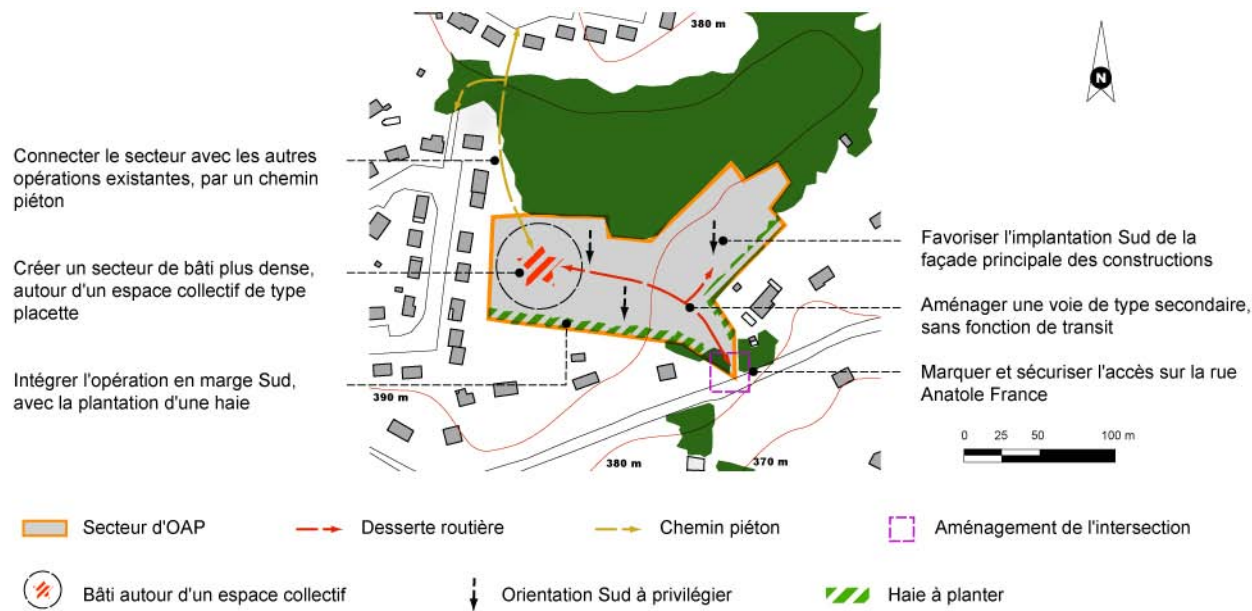 380 m
N
Connecter le secteur avec les autres
opérations existantes, par un chemin
piéton
Créer un secteur de bâti plus dense,
autour d'un espace collectif de type
placette
Intégrer l'opération en marge Sud,
avec la plantation d'une haie
Favoriser l'implantation Sud de la
façade principale des constructions
Aménager une voie de type secondaire,
sans fonction de transit
Marquer et sécuriser l'accès sur la rue
Anatole France
390 m
380 m
370 m
0 25 50 100 m
Secteur d'OAP
Desserte routière
Chemin piéton
Aménagement de l'intersection
Bâti autour d'un espace collectif
Orientation Sud à privilégier
Haie à planter